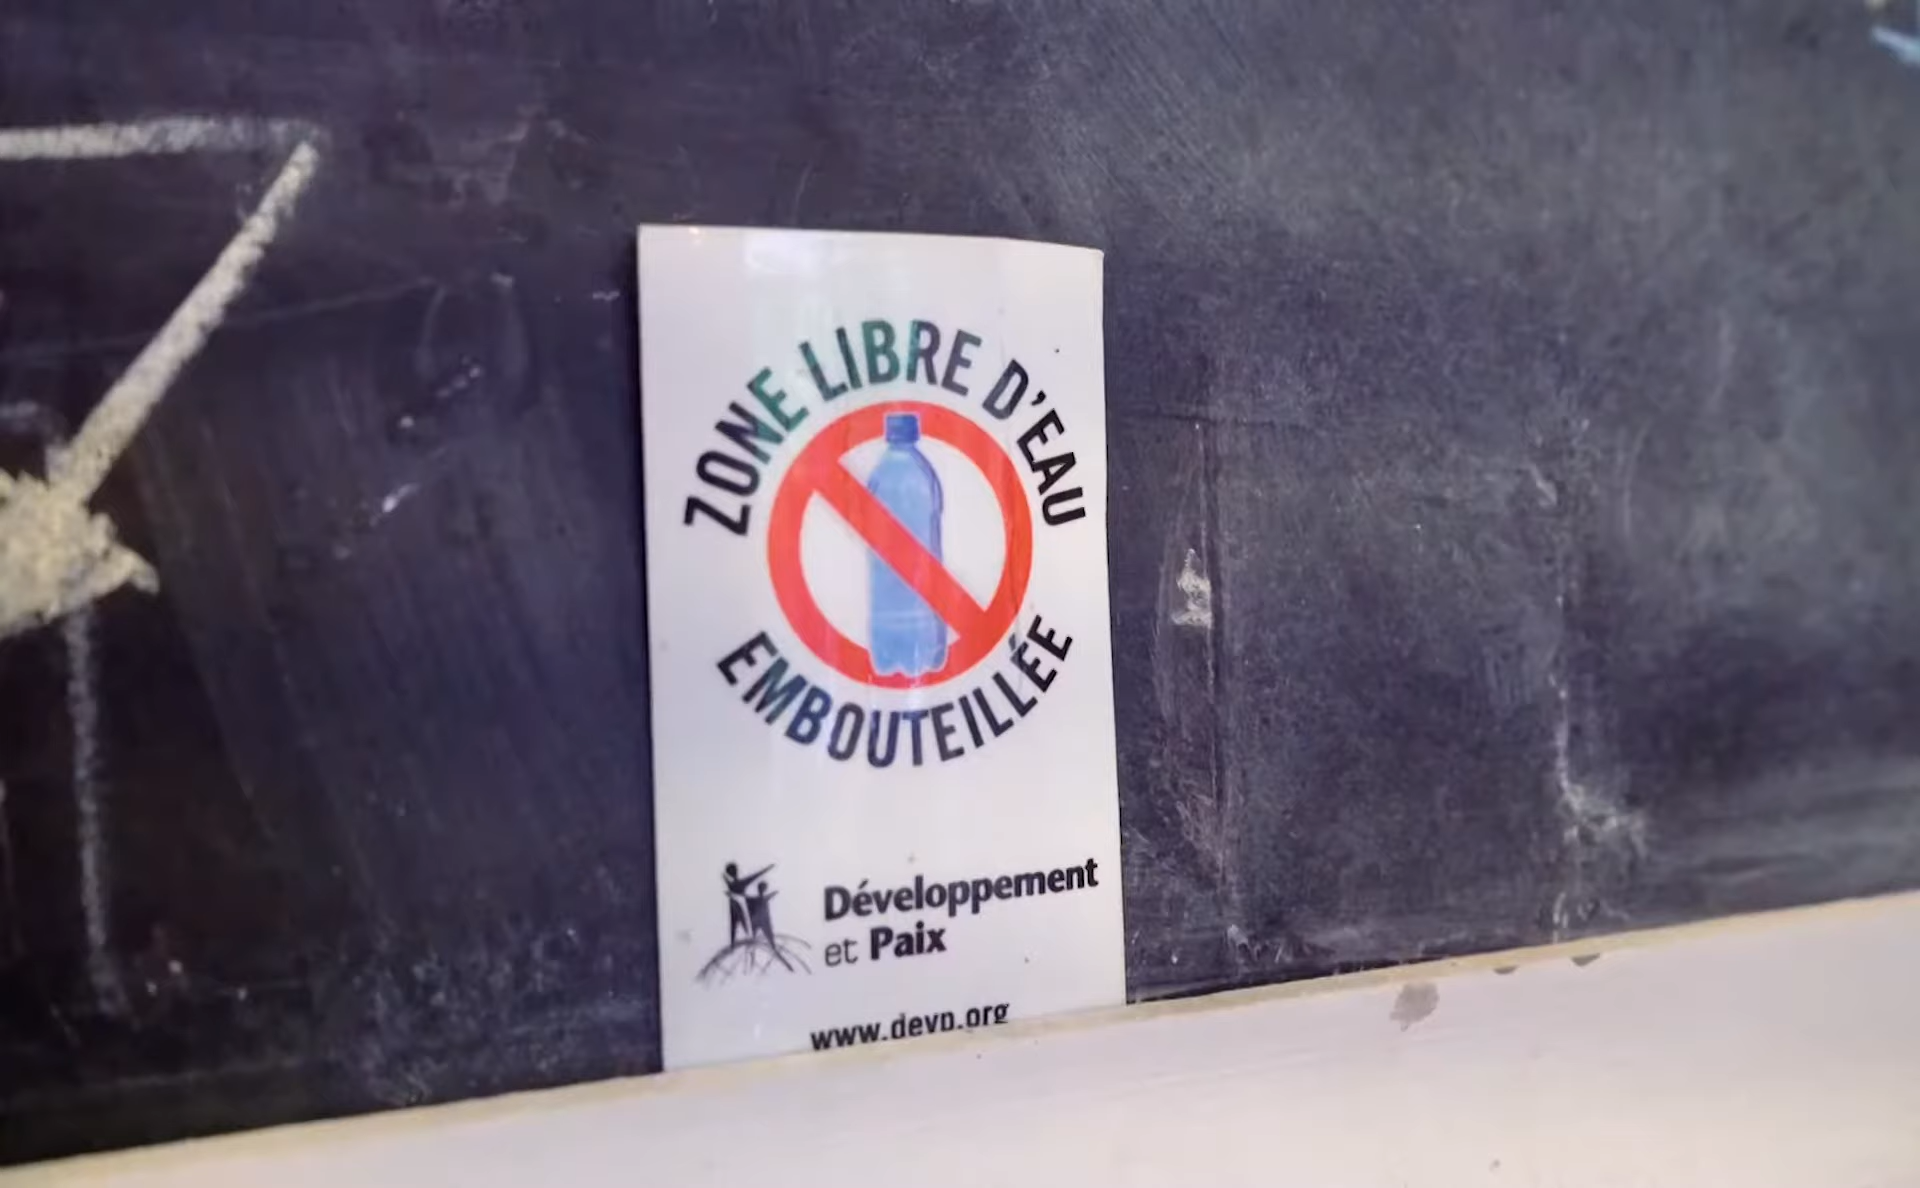 ZONE LIBRE D'EAU
EMBOUTEILLÉE
Développement
et Paix
www.devp.org